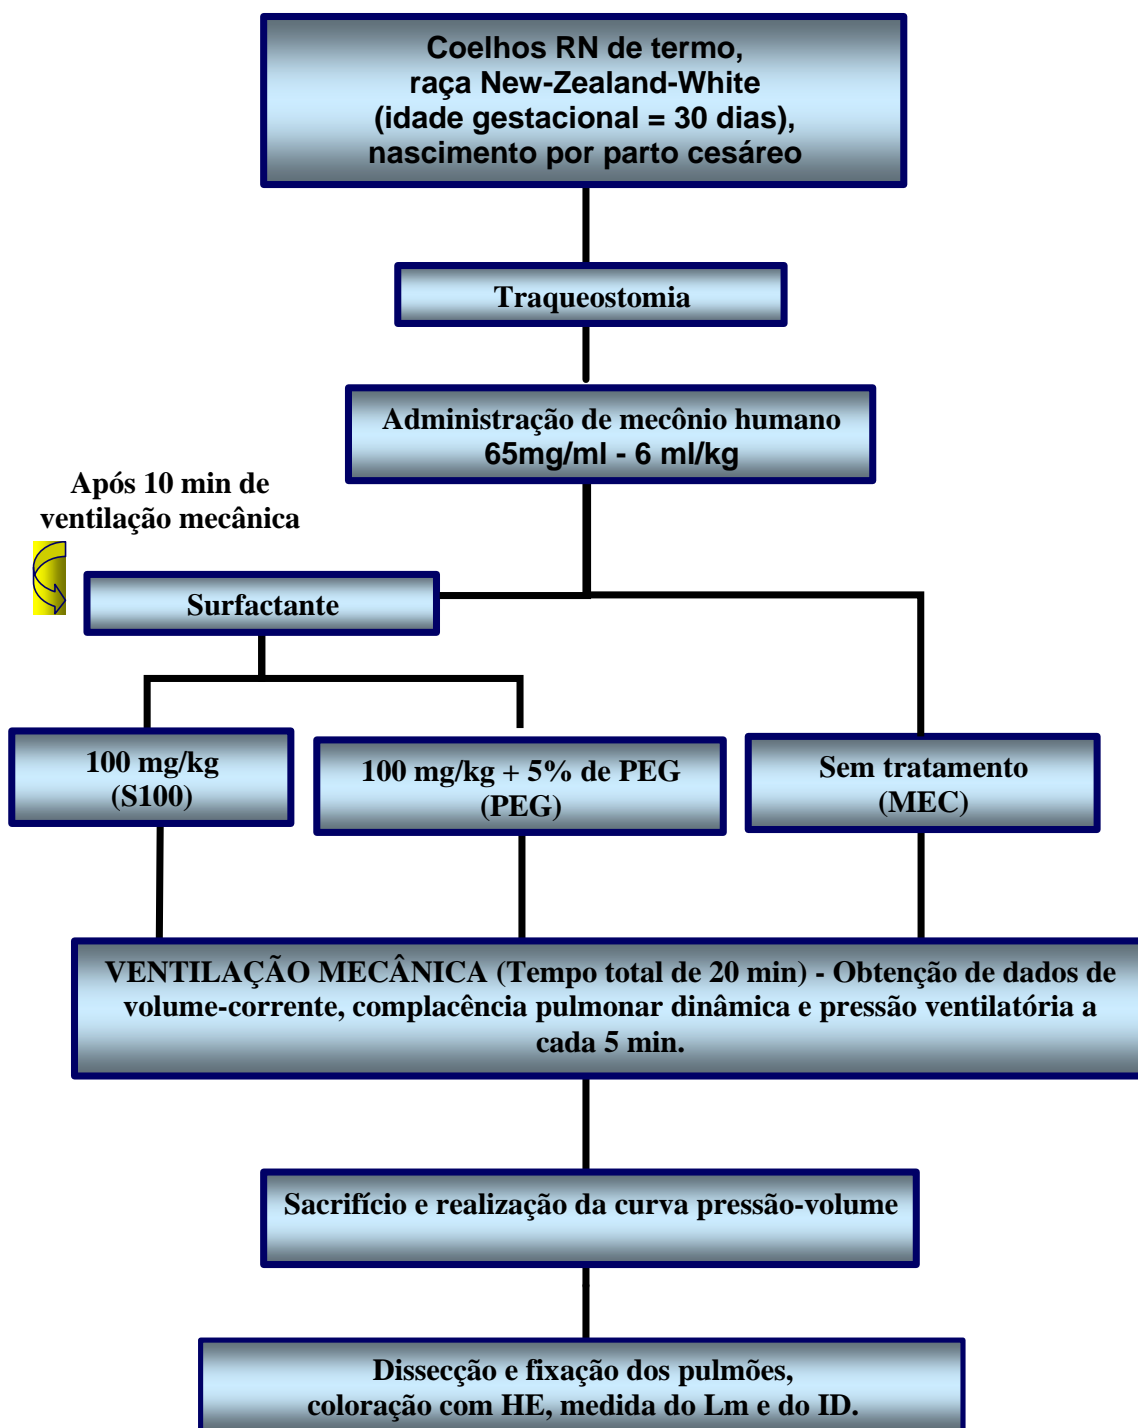 Coelhos RN de termo,
raça New-Zealand-White
(idade gestacional = 30 dias),
nascimento por parto cesáreo
Traqueostomia
Administração de mecônio humano
65mg/ml - 6 ml/kg
Após 10 min de
ventilação mecânica
Surfactante
100 mg/kg
(S100)
100 mg/kg + 5% de PEG
(PEG)
Sem tratamento
(MEC)
VENTILAÇÃO MECÂNICA (Tempo total de 20 min) - Obtenção de dados de
volume-corrente, complacência pulmonar dinâmica e pressão ventilatória a
cada 5 min.
Sacrifício e realização da curva pressão-volume
Dissecção e fixação dos pulmões,
coloração com HE, medida do Lm e do ID.